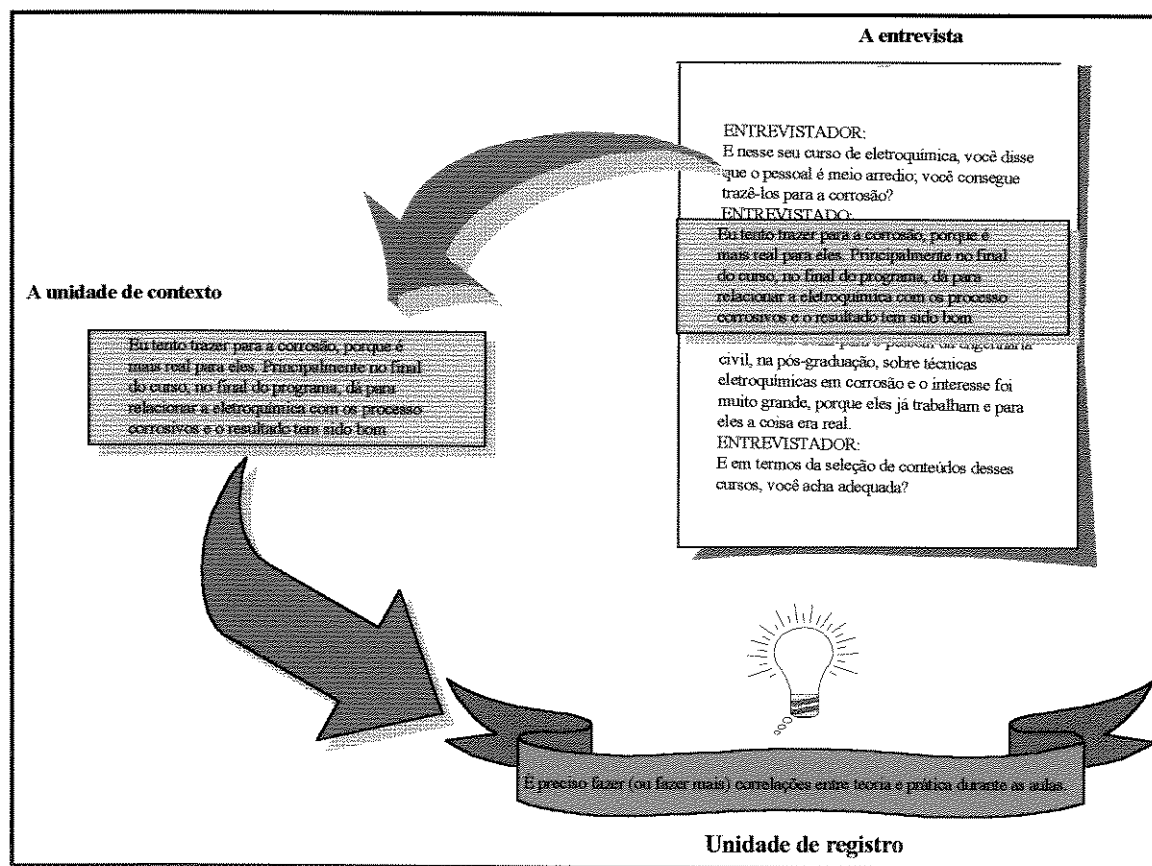 A entrevista
ENTREVISTADOR:
E nesse seu curso de eletroquímica, você disse
que o pessoal é meio arredio; você consegue
trazê-los para a corrosão?
ENTREVISTADO:
Eu tento trazer para a corrosão, porque é
mais real para eles. Principalmente no final
do curso, no final do programa, dá para
relacionar a eletroquímica com os processo
corrosivos e o resultado tem sido bom
para o pessoal da engenharia
civil, na pós-graduação, sobre técnicas
eletroquímicas em corrosão e o interesse foi
muito grande, porque eles já trabalham e para
eles a coisa era real.
ENTREVISTADOR:
E em termos da seleção de conteúdos desses
cursos, você acha adequada?
A unidade de contexto
Eu tento trazer para a corrosão, porque é
mais real para eles. Principalmente no final
do curso, no final do programa, dá para
relacionar a eletroquímica com os processo
corrosivos e o resultado tem sido bom
É preciso fazer (ou fazer mais) correlações entre teoria e prática durante as aulas.
Unidade de registro